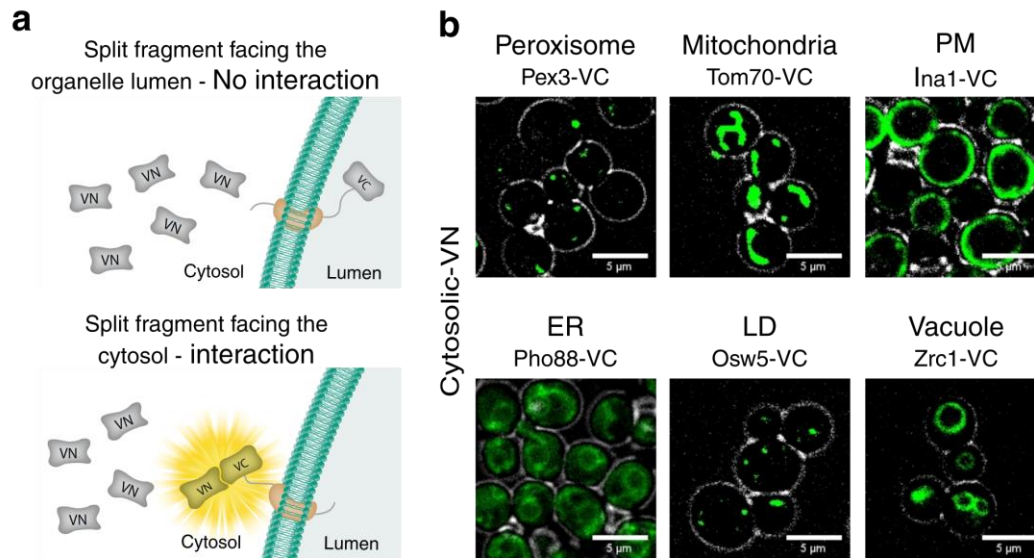 a
Split fragment facing the
organelle lumen - No interaction
VN
VN
VN
VN
VN
VC
Cytosol
Lumen
Split fragment facing the
cytosol - interaction
VN
VN
VN
VN
VN
VC
Cytosol
Lumen
b
Cytosolic-VN
Peroxisome
Pex3-VC
5 µm
Mitochondria
Tom70-VC
5 µm
PM
Ina1-VC
5 µm
ER
Pho88-VC
5 µm
LD
Osw5-VC
5 µm
Vacuole
Zrc1-VC
5 µm